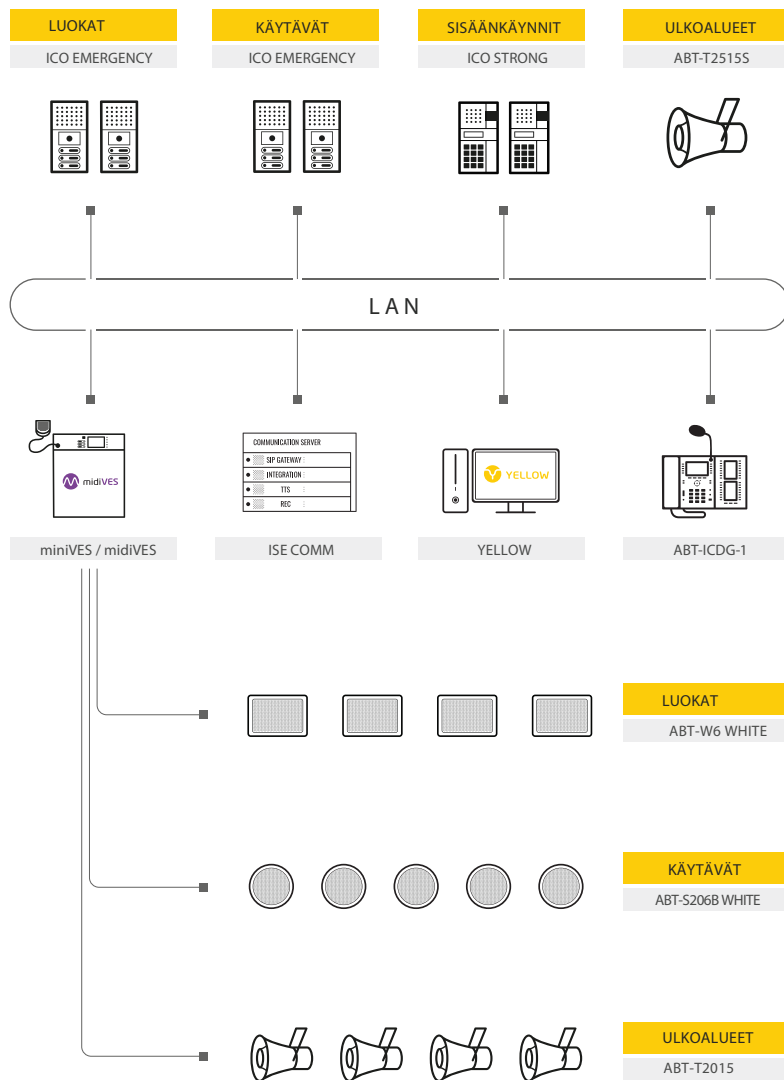 LUOKAT
KÄYTÄVÄT
SISÄÄNKÄYNNIT
ULKOALUEET
ICO EMERGENCY
ICO EMERGENCY
ICO STRONG
ABT-T2515S
LAN
COMMUNICATION SERVER
SIP GATEWAY
INTEGRATION
TTS
REC
midiVES
YELLOW
miniVES / midiVES
ISE COMM
YELLOW
ABT-ICDG-1
LUOKAT
ABT-W6 WHITE
KÄYTÄVÄT
ABT-S206B WHITE
ULKOALUEET
ABT-T2015